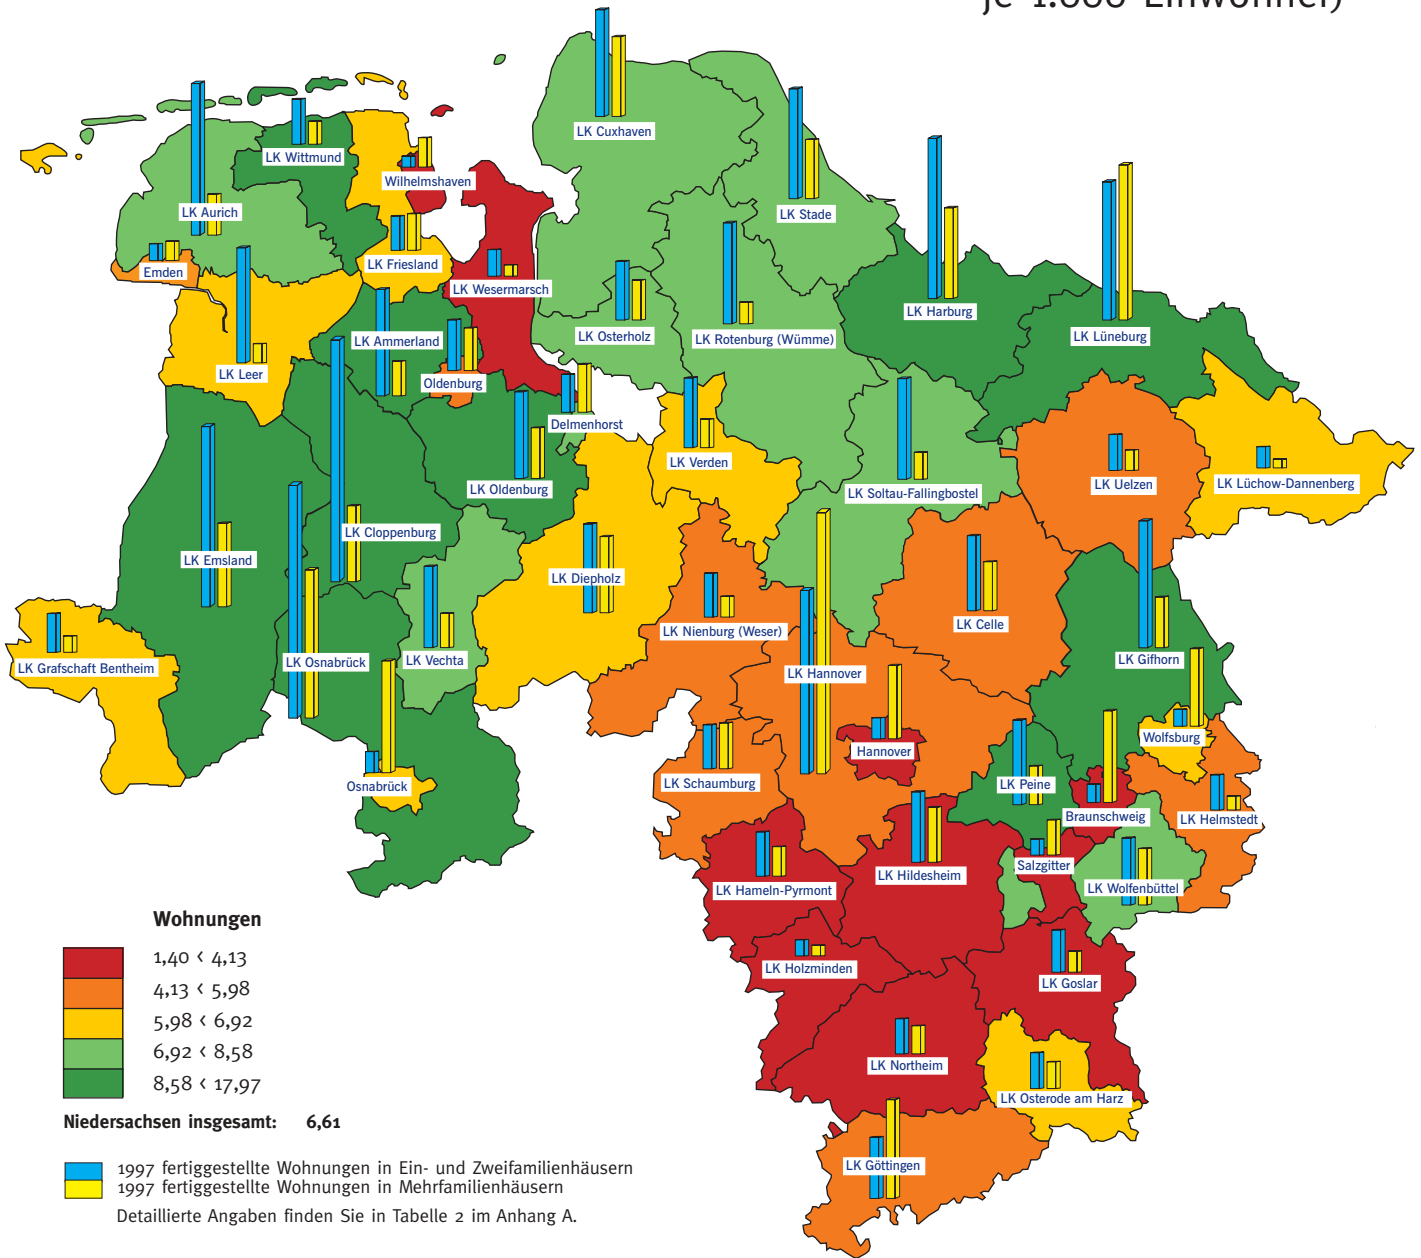 je 1.000 Einwohner)
LK Cuxhaven
LK Wittmund
Wilhelmshaven
LK Aurich
LK Stade
Emden
LK Friesland
LK Wesermarsch
LK Harburg
LK Osterholz
LK Rotenburg (Wümme)
LK Lüneburg
LK Ammerland
LK Leer
Oldenburg
Delmenhorst
LK Verden
LK Oldenburg
LK Soltau-Fallingbostel
LK Uelzen
LK Lüchow-Dannenberg
LK Cloppenburg
LK Emsland
LK Diepholz
LK Nienburg (Weser)
LK Celle
LK Grafschaft Bentheim
LK Osnabrück
LK Vechta
LK Hannover
LK Gifhorn
Wolfsburg
Hannover
Osnabrück
LK Schaumburg
LK Peine
Braunschweig
LK Helmstedt
Salzgitter
LK Hameln-Pyrmont
LK Hildesheim
LK Wolfenbüttel
LK Holzminden
LK Goslar
LK Northeim
LK Osterode am Harz
LK Göttingen
Wohnungen
1,40 < 4,13
4,13 < 5,98
5,98 < 6,92
6,92 < 8,58
8,58 < 17,97
Niedersachsen insgesamt: 6,61
1997 fertiggestellte Wohnungen in Ein- und Zweifamilienhäusern
1997 fertiggestellte Wohnungen in Mehrfamilienhäusern
Detaillierte Angaben finden Sie in Tabelle 2 im Anhang A.